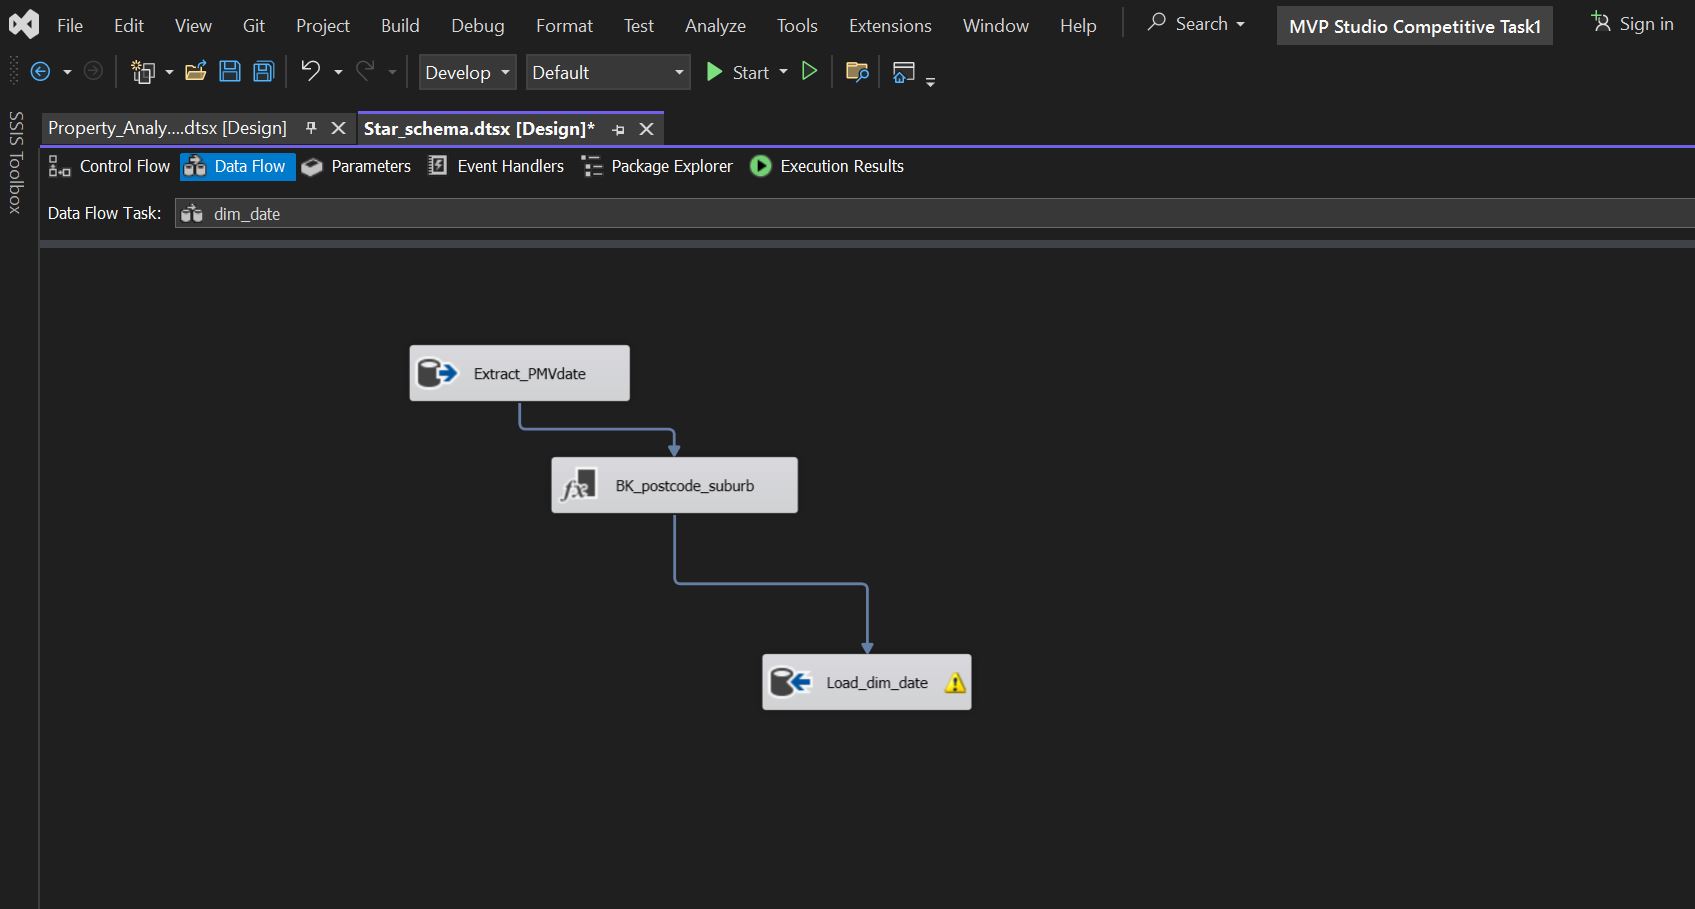 File Edit View Git Project Build Debug Format Test Analyze Tools Extensions Window Help Search MVP Studio Competitive Task1 Sign in
Develop Default Start
SSIS Toolbox
Property_Analy....dtsx [Design] Star_schema.dtsx [Design]*
Control Flow Data Flow Parameters Event Handlers Package Explorer Execution Results
Data Flow Task: dim_date
Extract_PMVdate
fx BK_postcode_suburb
Load_dim_date